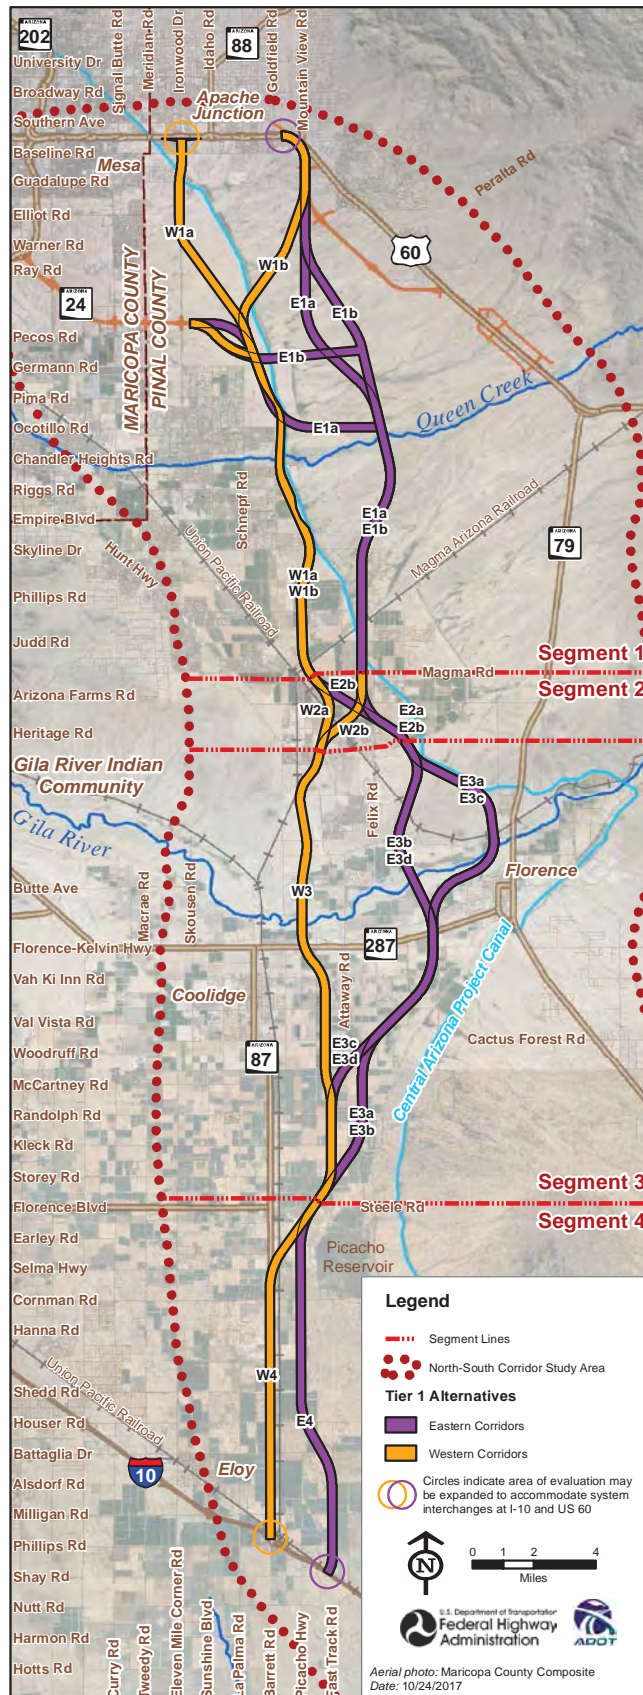 ARIZONA
202
Signal Butte Rd
Meridian Rd
Ironwood Dr
Idaho Rd
ARIZONA
88
Goldfield Rd
Mountain View Rd
University Dr
Broadway Rd
Southern Ave
Baseline Rd
Guadalupe Rd
Elliot Rd
Warner Rd
Ray Rd
Pecos Rd
Germann Rd
Pima Rd
Ocotillo Rd
Chandler Heights Rd
Riggs Rd
Empire Blvd
Skyline Dr
Phillips Rd
Judd Rd
Arizona Farms Rd
Heritage Rd
Apache
Junction
Mesa
Peralta Rd
60
ARIZONA
24
MARICOPA COUNTY
PINAL COUNTY
W1a
W1b
E1a
E1b
E1b
E1a
Queen Creek
Schnepf Rd
Hunt Hwy
Union Pacific Railroad
Magma Arizona Railroad
E1a
E1b
ARIZONA
79
W1a
W1b
Segment 1
Magma Rd
Segment 2
E2b
W2a
W2b
E2a
E2b
Gila River Indian
Community
Gila River
Felix Rd
E3a
E3c
E3b
E3d
Florence
Butte Ave
Macrae Rd
Skousen Rd
W3
Florence-Kelvin Hwy
ARIZONA
287
Vah Ki Inn Rd
Coolidge
Attaway Rd
Central Arizona Project Canal
Val Vista Rd
Woodruff Rd
McCartney Rd
Randolph Rd
Kleck Rd
Storey Rd
Florence Blvd
Earley Rd
Selma Hwy
Cornman Rd
Hanna Rd
ARIZONA
87
Cactus Forest Rd
E3c
E3d
E3a
E3b
Segment 3
Steele Rd
Segment 4
Picacho
Reservoir
Union Pacific Railroad
W4
E4
Shedd Rd
Houser Rd
Battaglia Dr
Alsdorf Rd
Milligan Rd
Phillips Rd
Shay Rd
Nutt Rd
Harmon Rd
Hotts Rd
10
Eloy
Curry Rd
Tweedy Rd
Eleven Mile Corner Rd
Sunshine Blvd
LaPalma Rd
Barrett Rd
Picacho Hwy
East Track Rd
Legend
Segment Lines
North-South Corridor Study Area
Tier 1 Alternatives
Eastern Corridors
Western Corridors
Circles indicate area of evaluation may
be expanded to accommodate system
interchanges at I-10 and US 60
N
0 1 2 4
Miles
U.S. Department of Transportation
Federal Highway
Administration
ADOT
Aerial photo: Maricopa County Composite
Date: 10/24/2017